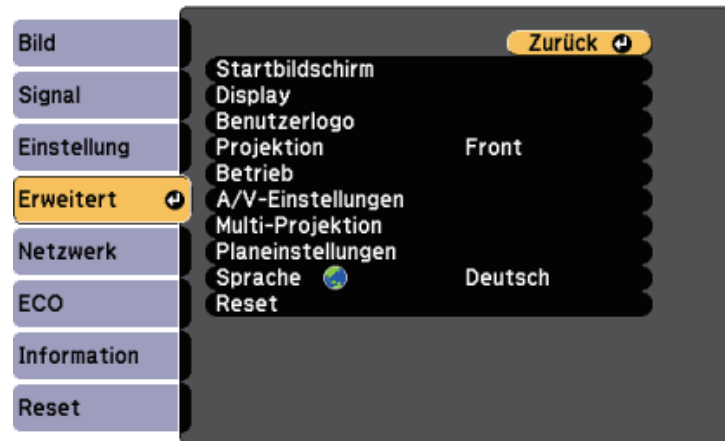 Bild
Signal
Einstellung
Erweitert
Netzwerk
ECO
Information
Reset
Zurück
Startbildschirm
Display
Benutzerlogo
Projektion Front
Betrieb
A/V-Einstellungen
Multi-Projektion
Planeinstellungen
Sprache Deutsch
Reset